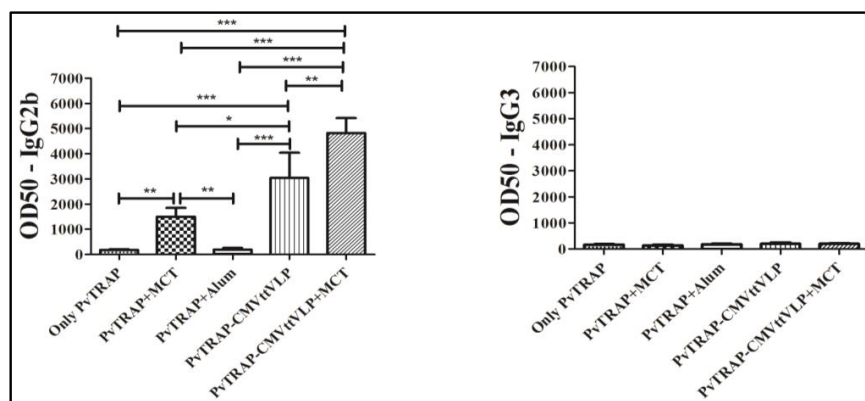 ***
***
***
**
***
*
***
**
**
OD50 - IgG2b
7000
6000
5000
4000
3000
2000
1000
0
Only PvTRAP
PvTRAP+MCT
PvTRAP+Alum
PvTRAP-CMVttVLP
PvTRAP-CMVttVLP+MCT
OD50 - IgG3
7000
6000
5000
4000
3000
2000
1000
0
Only PvTRAP
PvTRAP+MCT
PvTRAP+Alum
PvTRAP-CMVttVLP
PvTRAP-CMVttVLP+MCT